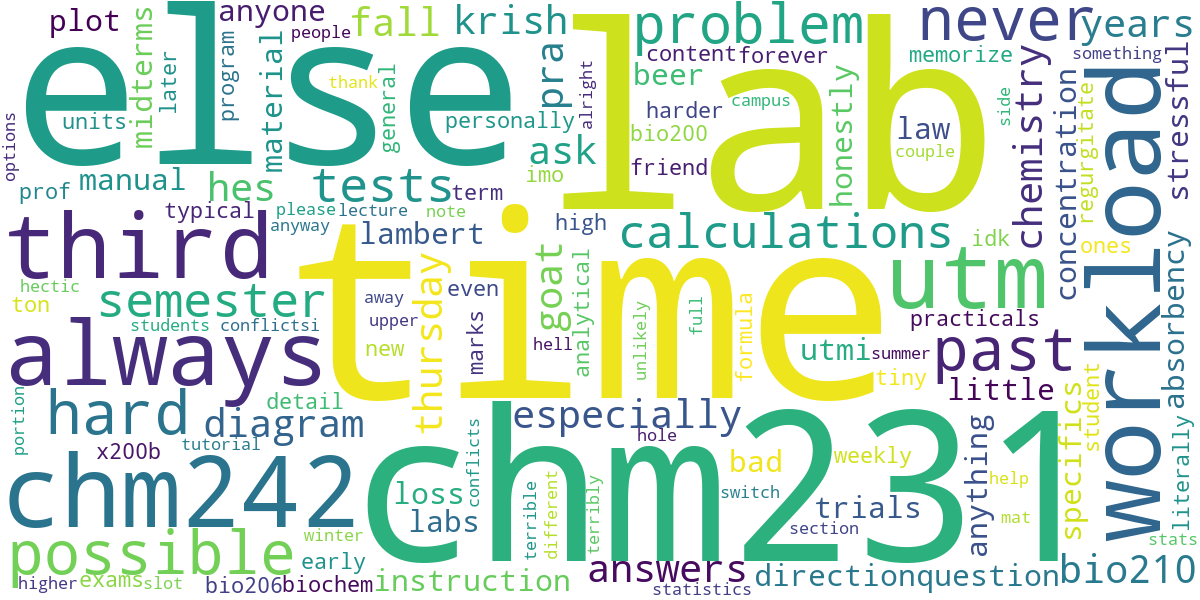 plot
anyone
fall
krish
problem
never
years
midterms
later
program
people
material
thank
general
else
lab
content
forever
memorize
something
beer
harder
campus
pra
alright
honestly
chemistry
side
concentration
regurgitate
stressful
workload
options
units
personally
bio200
law
couple
prof
manual
hes
tests
term
ask
imo
friend
typical
please
lecture
note
anyway
third
lambert
high
calculations
idk
ones
utm
time
thursday
goat
analytical
hectic
ton
semester
students
conflictsi
away
even
upper
new
marks
hell
unlikely
full
formula
utmi
summer
practicals
tiny
past
little
absorbency
always
hard
detail
diagram
especially
portion
x200b
tutorial
hole
bad
weekly
specifics
student
anything
literally
chm242
chm231
loss
labs
conflicts
terrible
different
terribly
switch
section
trials
help
mat
stats
possible
winter
early
higher
exams
slot
bio206
biochem
instruction
answers
statistics
direction
question
bio210